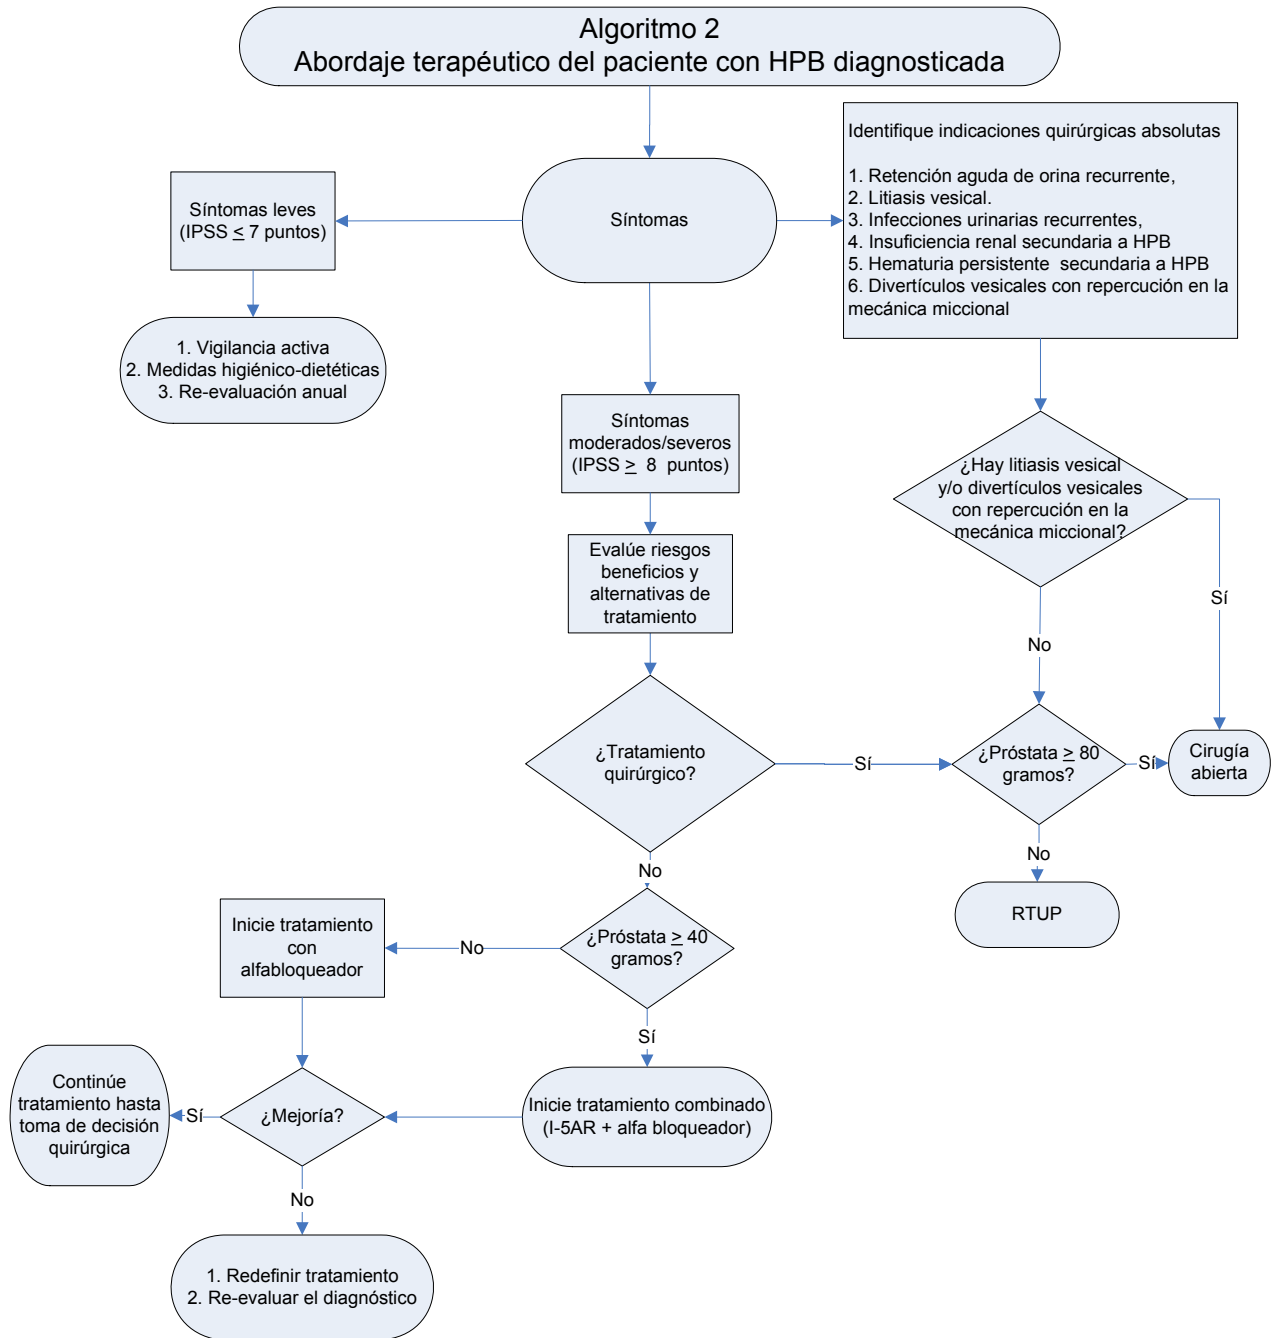 Algoritmo 2
Abordaje terapéutico del paciente con HPB diagnosticada
Identifique indicaciones quirúrgicas absolutas
1. Retención aguda de orina recurrente,
2. Litiasis vesical.
3. Infecciones urinarias recurrentes,
4. Insuficiencia renal secundaria a HPB
5. Hematuria persistente secundaria a HPB
6. Divertículos vesicales con repercución en la
mecánica miccional
Síntomas leves
(IPSS ≤ 7 puntos)
Síntomas
1. Vigilancia activa
2. Medidas higiénico-dietéticas
3. Re-evaluación anual
Síntomas
moderados/severos
(IPSS ≥ 8 puntos)
¿Hay litiasis vesical
y/o divertículos vesicales
con repercución en la
mecánica miccional?
Evalúe riesgos
beneficios y
alternativas de
tratamiento
Sí
No
¿Tratamiento
quirúrgico?
Sí
¿Próstata ≥ 80
gramos?
Sí
Cirugía
abierta
No
No
RTUP
Inicie tratamiento
con
alfabloqueador
No
¿Próstata ≥ 40
gramos?
Sí
Continúe
tratamiento hasta
toma de decisión
quirúrgica
Sí
¿Mejoría?
Inicie tratamiento combinado
(I-5AR + alfa bloqueador)
No
1. Redefinir tratamiento
2. Re-evaluar el diagnóstico